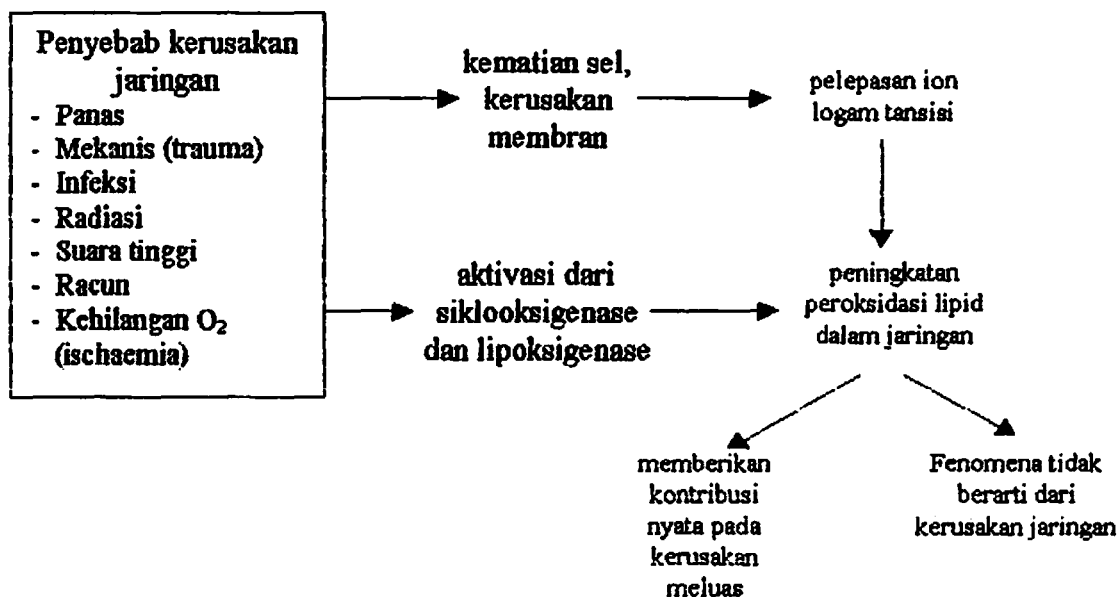 Penyebab kerusakan
jaringan
- Panas
- Mekanis (trauma)
- Infeksi
- Radiasi
- Suara tinggi
- Racun
- Kehilangan O₂
(ischaemia)
kematian sel,
kerusakan
membran
pelepasan ion
logam tansisi
aktivasi dari
siklooksigenase
dan lipoksigenase
peningkatan
peroksidasi lipid
dalam jaringan
memberikan
kontribusi
nyata pada
kerusakan
meluas
Fenomena tidak
berarti dari
kerusakan jaringan